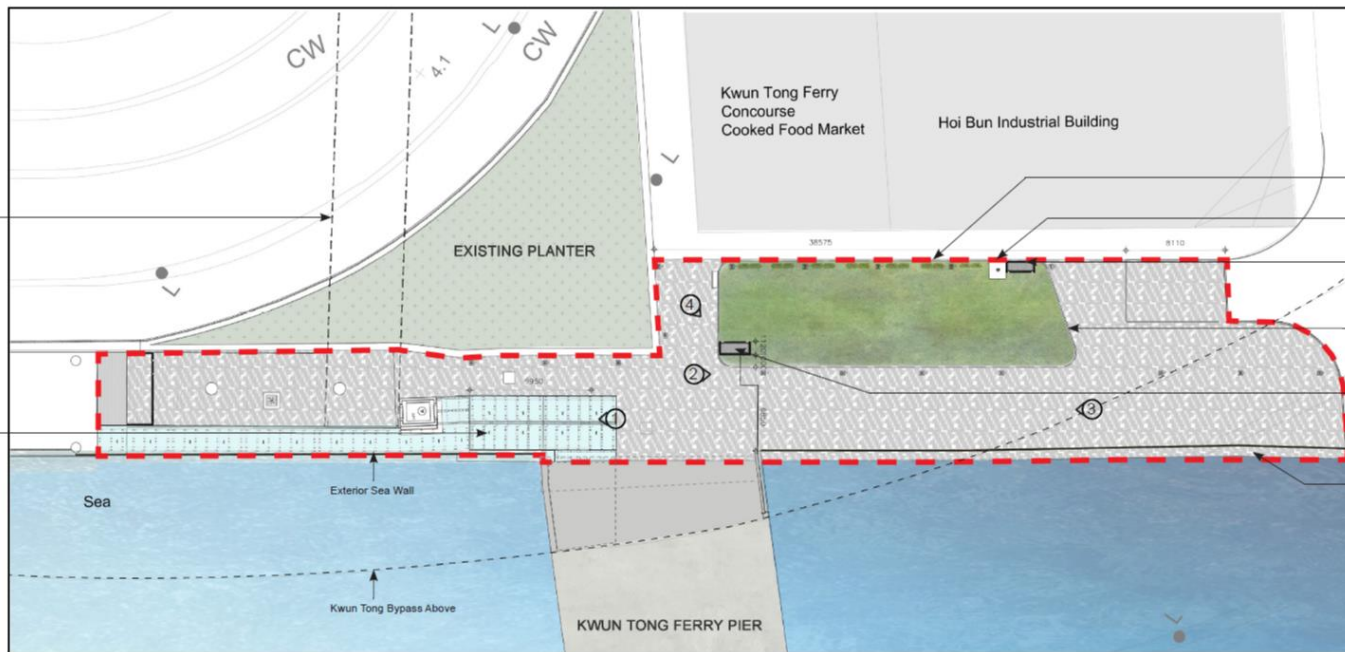 CW
L
CW
4.1
Kwun Tong Ferry
Concourse
Cooked Food Market
Hoi Bun Industrial Building
L
EXISTING PLANTER
38575
8110
L
4
2
9850
1
3
Sea
Exterior Sea Wall
Kwun Tong Bypass Above
KWUN TONG FERRY PIER
L